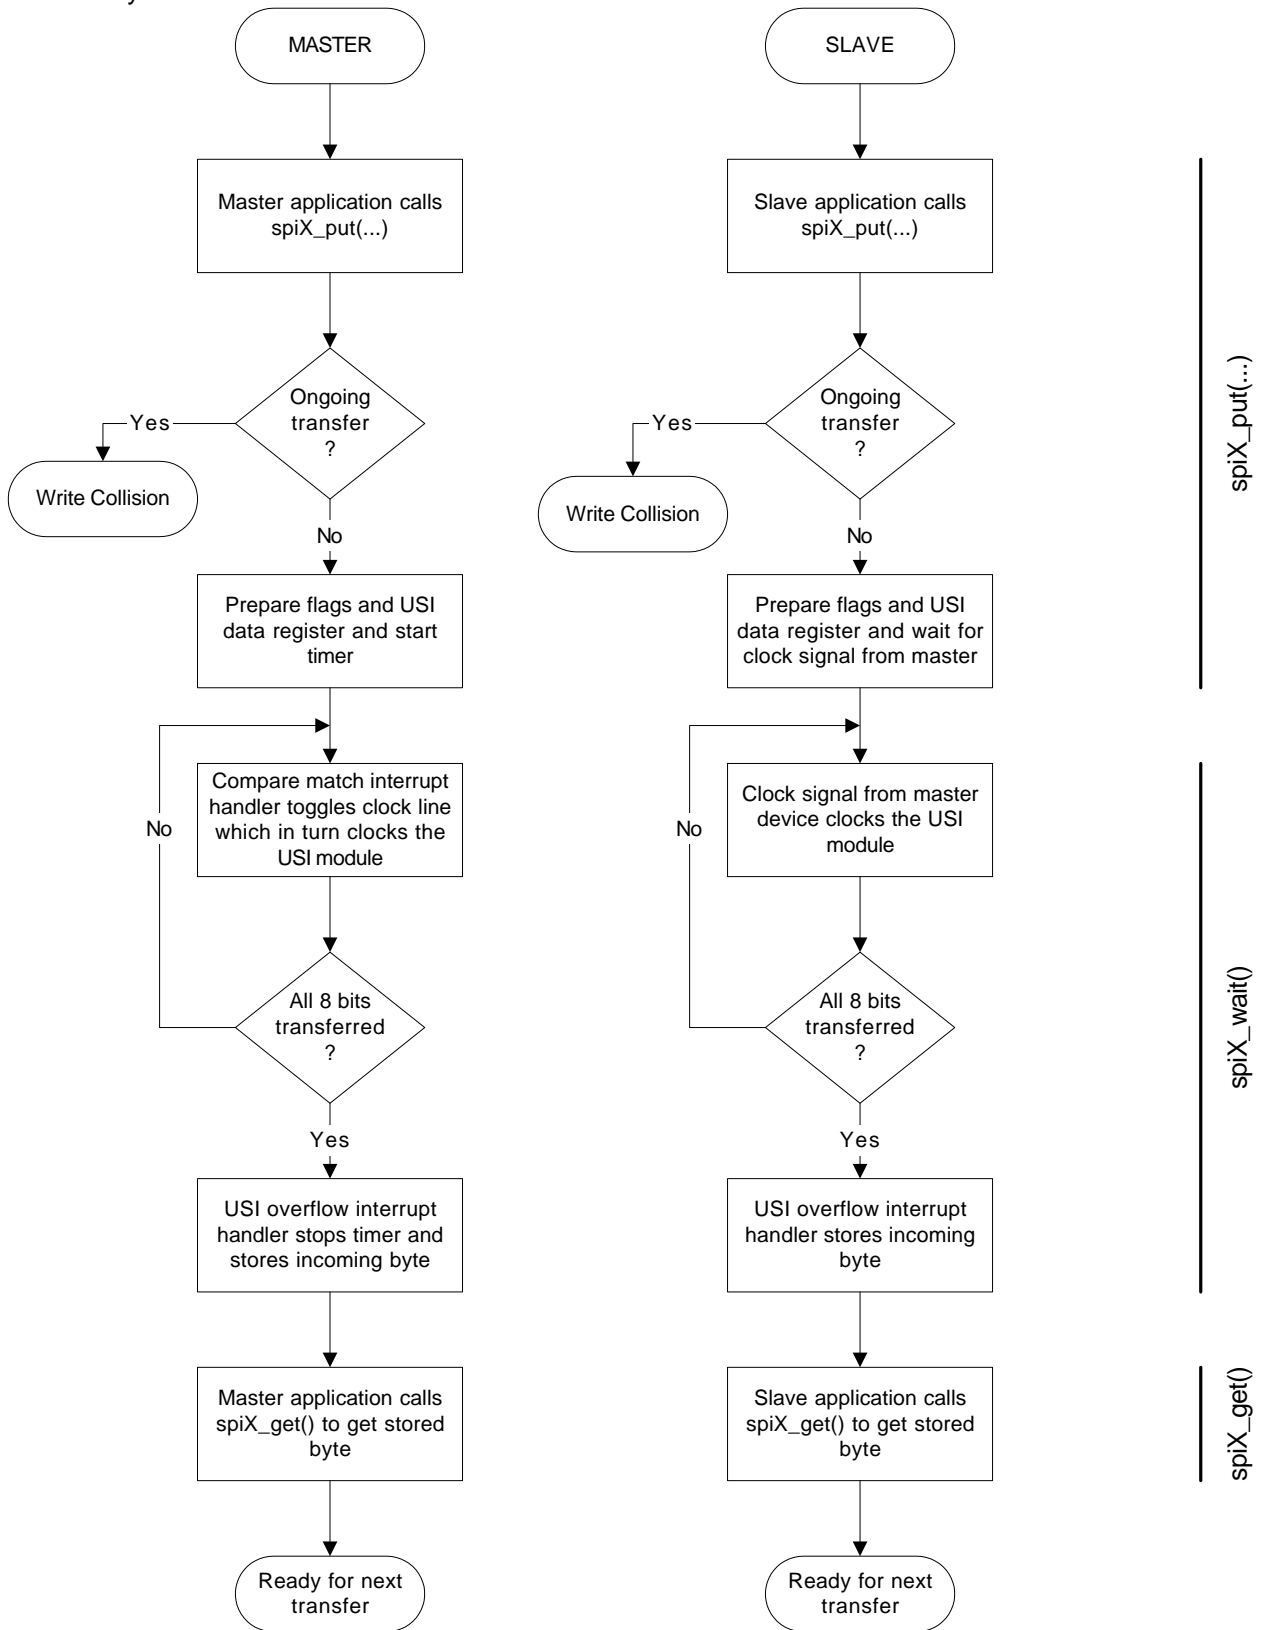 MASTER
Master application calls
spiX_put(...)
Ongoing
transfer
?
Yes
Write Collision
No
Prepare flags and USI
data register and start
timer
Compare match interrupt
handler toggles clock line
which in turn clocks the
USI module
No
All 8 bits
transferred
?
Yes
USI overflow interrupt
handler stops timer and
stores incoming byte
Master application calls
spiX_get() to get stored
byte
Ready for next
transfer
SLAVE
Slave application calls
spiX_put(...)
Ongoing
transfer
?
Yes
Write Collision
No
Prepare flags and USI
data register and wait for
clock signal from master
Clock signal from master
device clocks the USI
module
No
All 8 bits
transferred
?
Yes
USI overflow interrupt
handler stores incoming
byte
Slave application calls
spiX_get() to get stored
byte
Ready for next
transfer
spiX_put(...)
spiX_wait()
spiX_get()